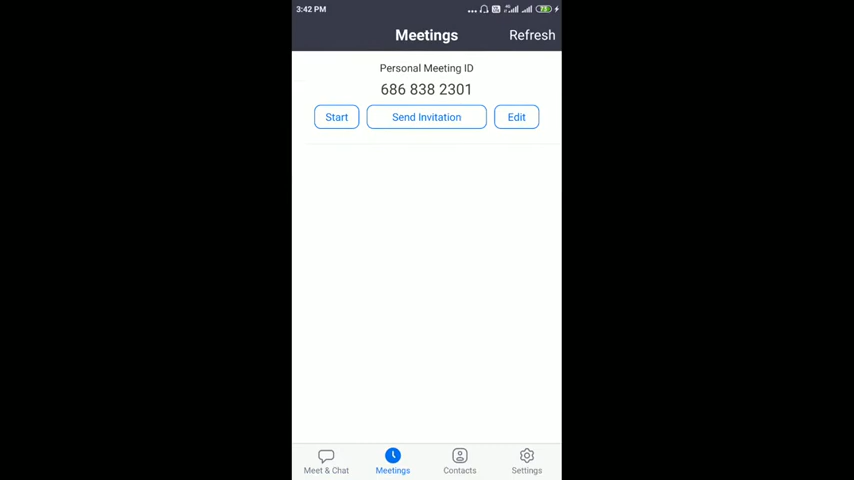 3:42 PM
Meetings
Refresh
Personal Meeting ID
686 838 2301
Start
Send Invitation
Edit
Meet & Chat
Meetings
Contacts
Settings